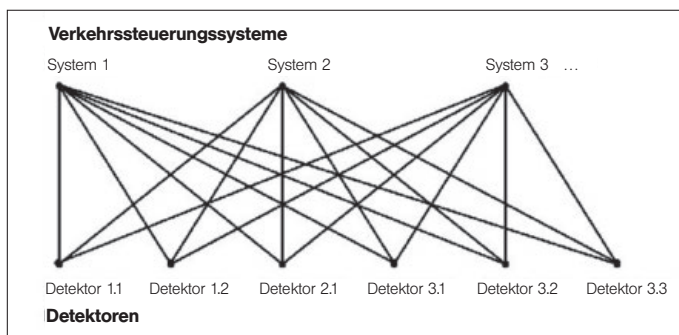 Verkehrssteuerungssysteme
System 1 System 2 System 3 …
Detektor 1.1 Detektor 1.2 Detektor 2.1 Detektor 3.1 Detektor 3.2 Detektor 3.3
Detektoren